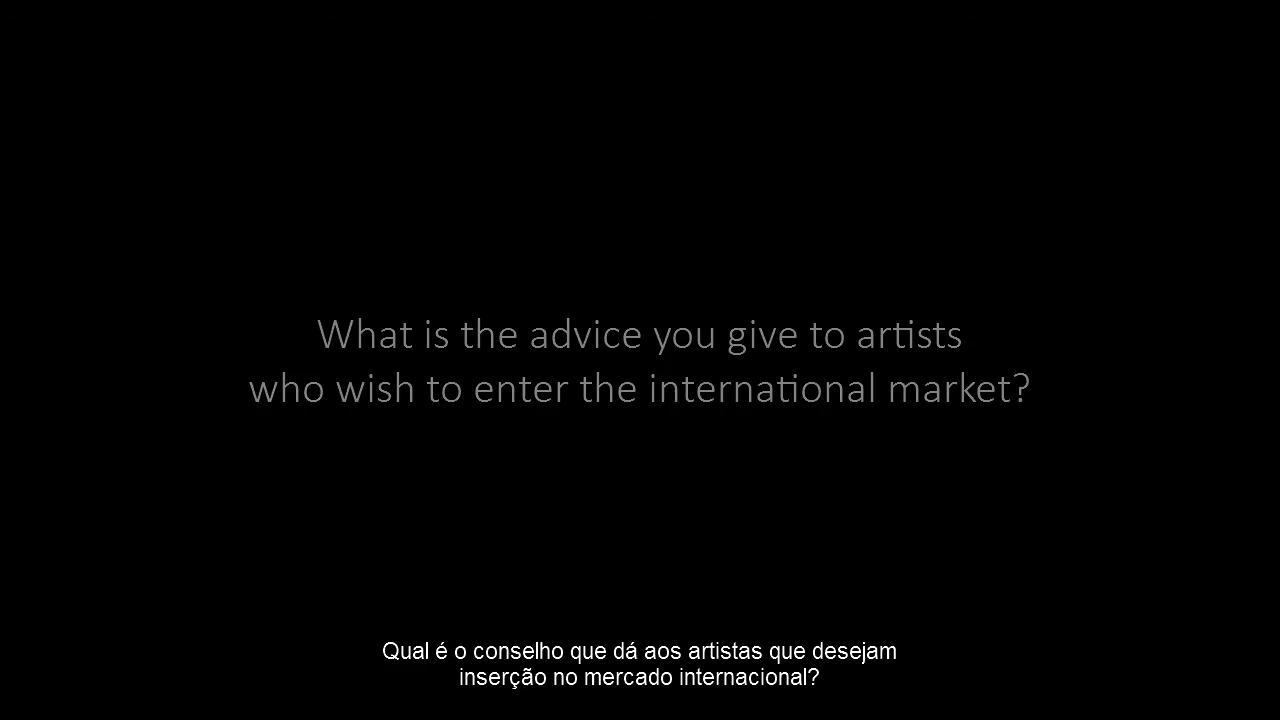 What is the advice you give to artists
who wish to enter the international market?
Qual é o conselho que dá aos artistas que desejam
inserção no mercado internacional?